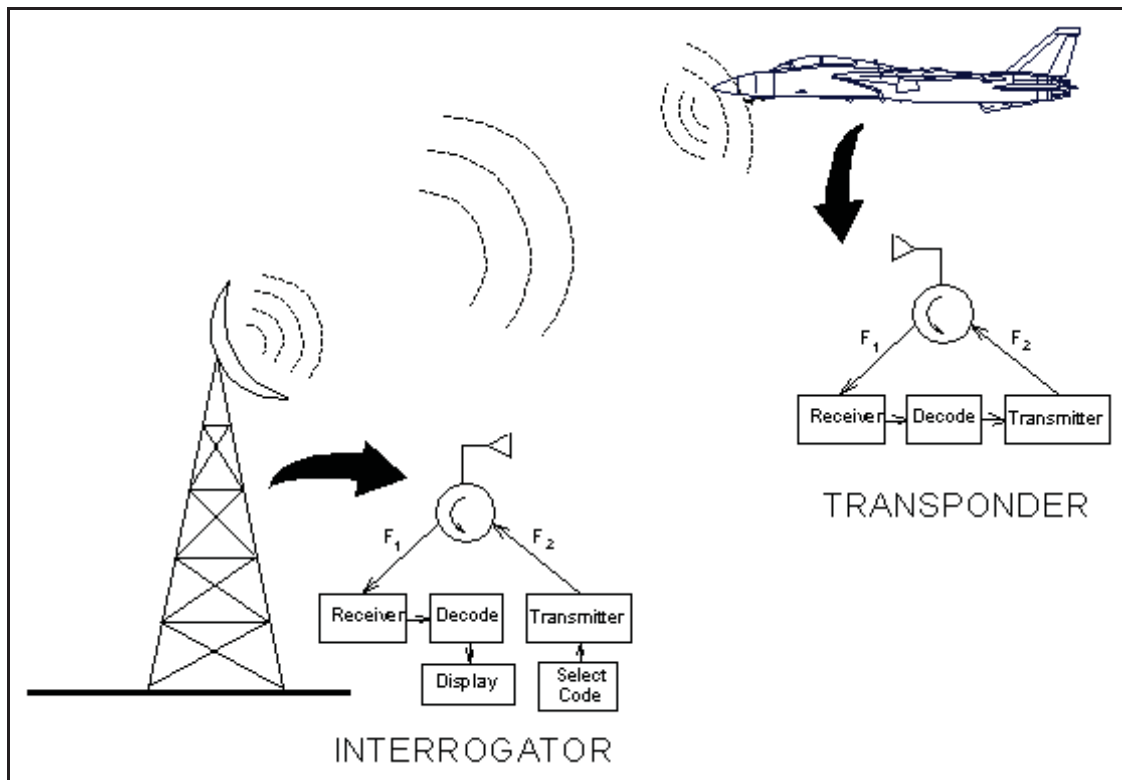 F1
F2
Receiver
Decode
Transmitter
TRANSPONDER
F1
F2
Receiver
Decode
Transmitter
Display
Select
Code
INTERROGATOR